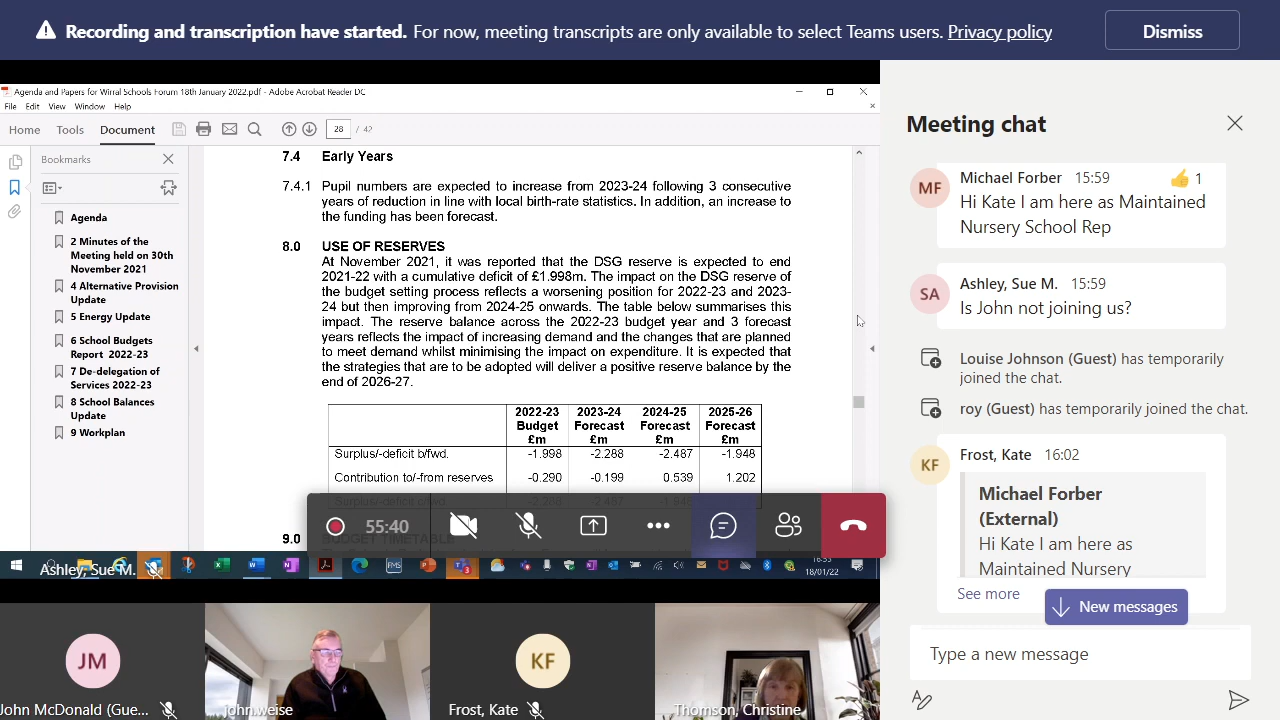 Recording and transcription have started. For now, meeting transcripts are only available to select Teams users. Privacy policy
Dismiss
Agenda and Papers for Wirral Schools Forum 18th January 2022.pdf - Adobe Acrobat Reader DC
File Edit View Window Help
Home Tools Document
28 / 42
Bookmarks
Agenda
2 Minutes of the
Meeting held on 30th
November 2021
4 Alternative Provision
Update
5 Energy Update
6 School Budgets
Report 2022-23
7 De-delegation of
Services 2022-23
8 School Balances
Update
9 Workplan
7.4 Early Years
7.4.1 Pupil numbers are expected to increase from 2023-24 following 3 consecutive
years of reduction in line with local birth-rate statistics. In addition, an increase to
the funding has been forecast.
8.0 USE OF RESERVES
At November 2021, it was reported that the DSG reserve is expected to end
2021-22 with a cumulative deficit of £1.998m. The impact on the DSG reserve of
the budget setting process reflects a worsening position for 2022-23 and 2023-
24 but then improving from 2024-25 onwards. The table below summarises this
impact. The reserve balance across the 2022-23 budget year and 3 forecast
years reflects the impact of increasing demand and the changes that are planned
to meet demand whilst minimising the impact on expenditure. It is expected that
the strategies that are to be adopted will deliver a positive reserve balance by the
end of 2026-27.
2022-23 2023-24 2024-25 2025-26
Budget Forecast Forecast Forecast
£m £m £m £m
Surplus/-deficit b/fwd. -1.998 -2.288 -2.487 -1.948
Contribution to/-from reserves -0.290 -0.199 0.539 1.202
9.0 BUDGET TIMETABLE
55:40
Ashley, Sue M.
18/01/22
JM
John McDonald (Gue...
john.weise
KF
Frost, Kate
Thomson, Christine
Meeting chat
MF
Michael Forber 15:59
1
Hi Kate I am here as Maintained
Nursery School Rep
SA
Ashley, Sue M. 15:59
Is John not joining us?
Louise Johnson (Guest) has temporarily
joined the chat.
roy (Guest) has temporarily joined the chat.
KF
Frost, Kate 16:02
Michael Forber
(External)
Hi Kate I am here as
Maintained Nursery
See more
New messages
Type a new message